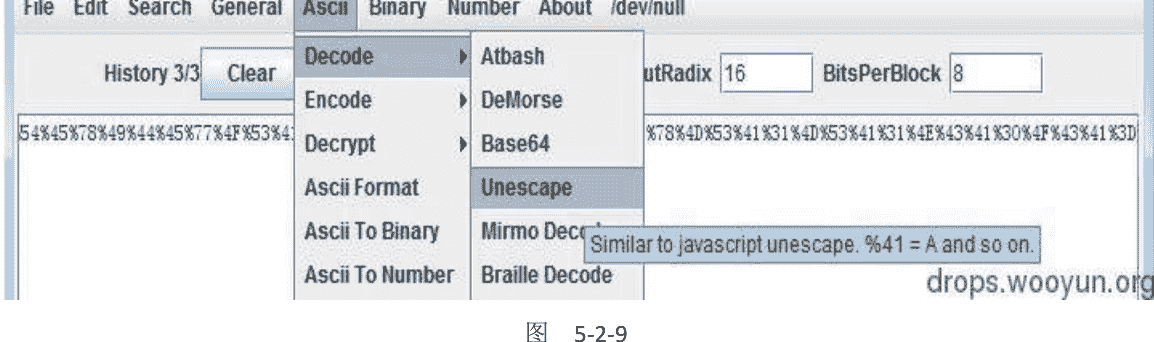 File Edit Search General Ascii Binary Number About /dev/null
History 3/3 Clear Decode Atbash utRadix 16 BitsPerBlock 8
Encode DeMorse
54%45%78%49%44%45%77%4F%53%4 %78%4D%53%41%31%4D%53%41%31%4E%43%41%30%4F%43%41%3D
Decrypt Base64
Ascii Format Unescape
Ascii To Binary Mirmo Deco
Similar to javascript unescape. %41 = A and so on.
Ascii To Number Braille Decode
drops.wooyun.org
图 5-2-9